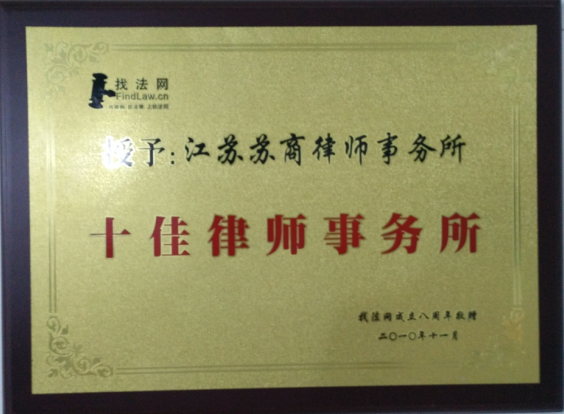 找法网
FindLaw.cn
授予:江苏苏商律师事务所
十佳律师事务所
找法网成立八周年敬赠
二〇一〇年十一月